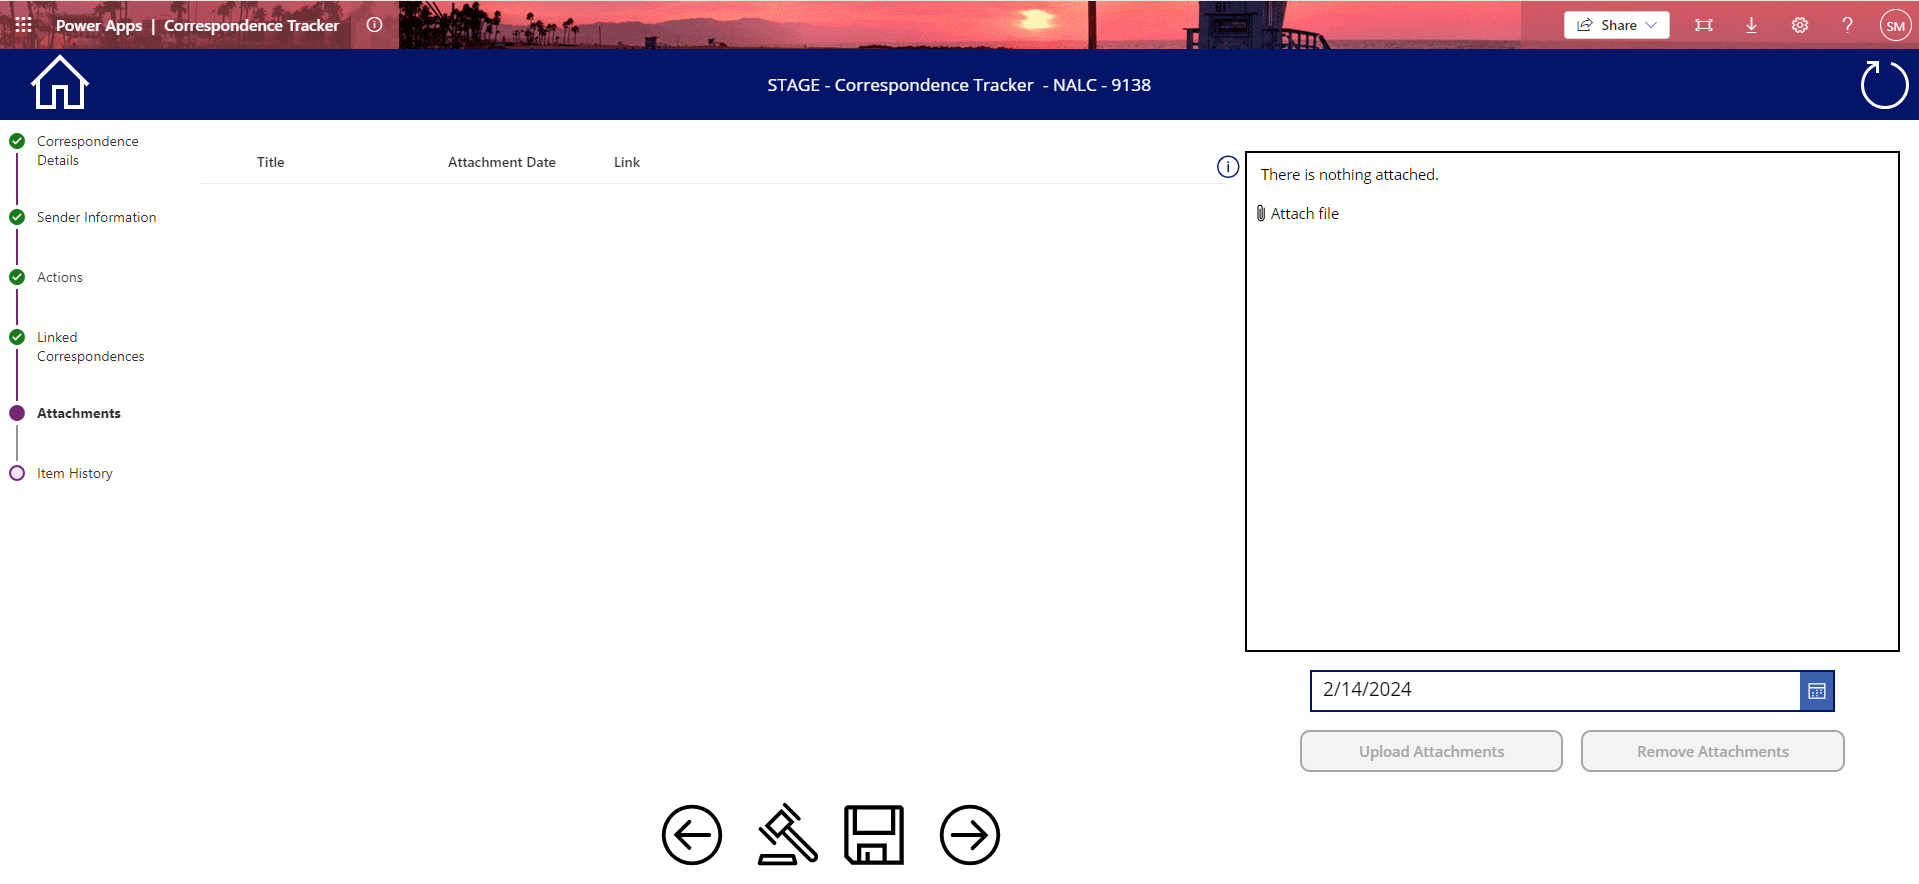 Power Apps | Correspondence Tracker
Share
SM
STAGE - Correspondence Tracker - NALC - 9138
Correspondence
Details
Sender Information
Actions
Linked
Correspondences
Attachments
Item History
Title Attachment Date Link
There is nothing attached.
Attach file
2/14/2024
Upload Attachments Remove Attachments